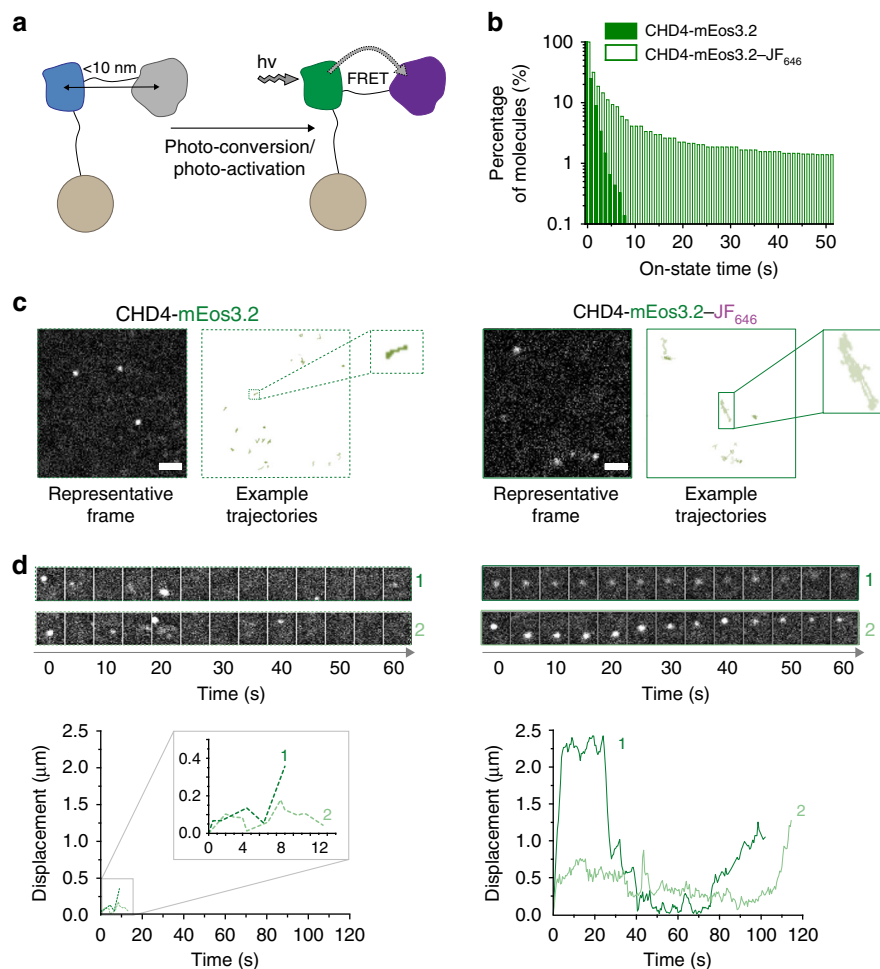 a
<10 nm
hv
FRET
Photo-conversion/
photo-activation
b
CHD4-mEos3.2
CHD4-mEos3.2–JF646
Percentage
of molecules (%)
100
10
1
0.1
0 10 20 30 40 50
On-state time (s)
c
CHD4-mEos3.2
Representative
frame
Example
trajectories
CHD4-mEos3.2–JF646
Representative
frame
Example
trajectories
d
1
2
0 10 20 30 40 50 60
Time (s)
1
2
0 10 20 30 40 50 60
Time (s)
Displacement (μm)
2.5
2.0
1.5
1.0
0.5
0.0
0 20 40 60 80 100 120
Time (s)
0.4
0.2
0.0
0 4 8 12
1
2
Displacement (μm)
2.5
2.0
1.5
1.0
0.5
0.0
0 20 40 60 80 100 120
Time (s)
1
2